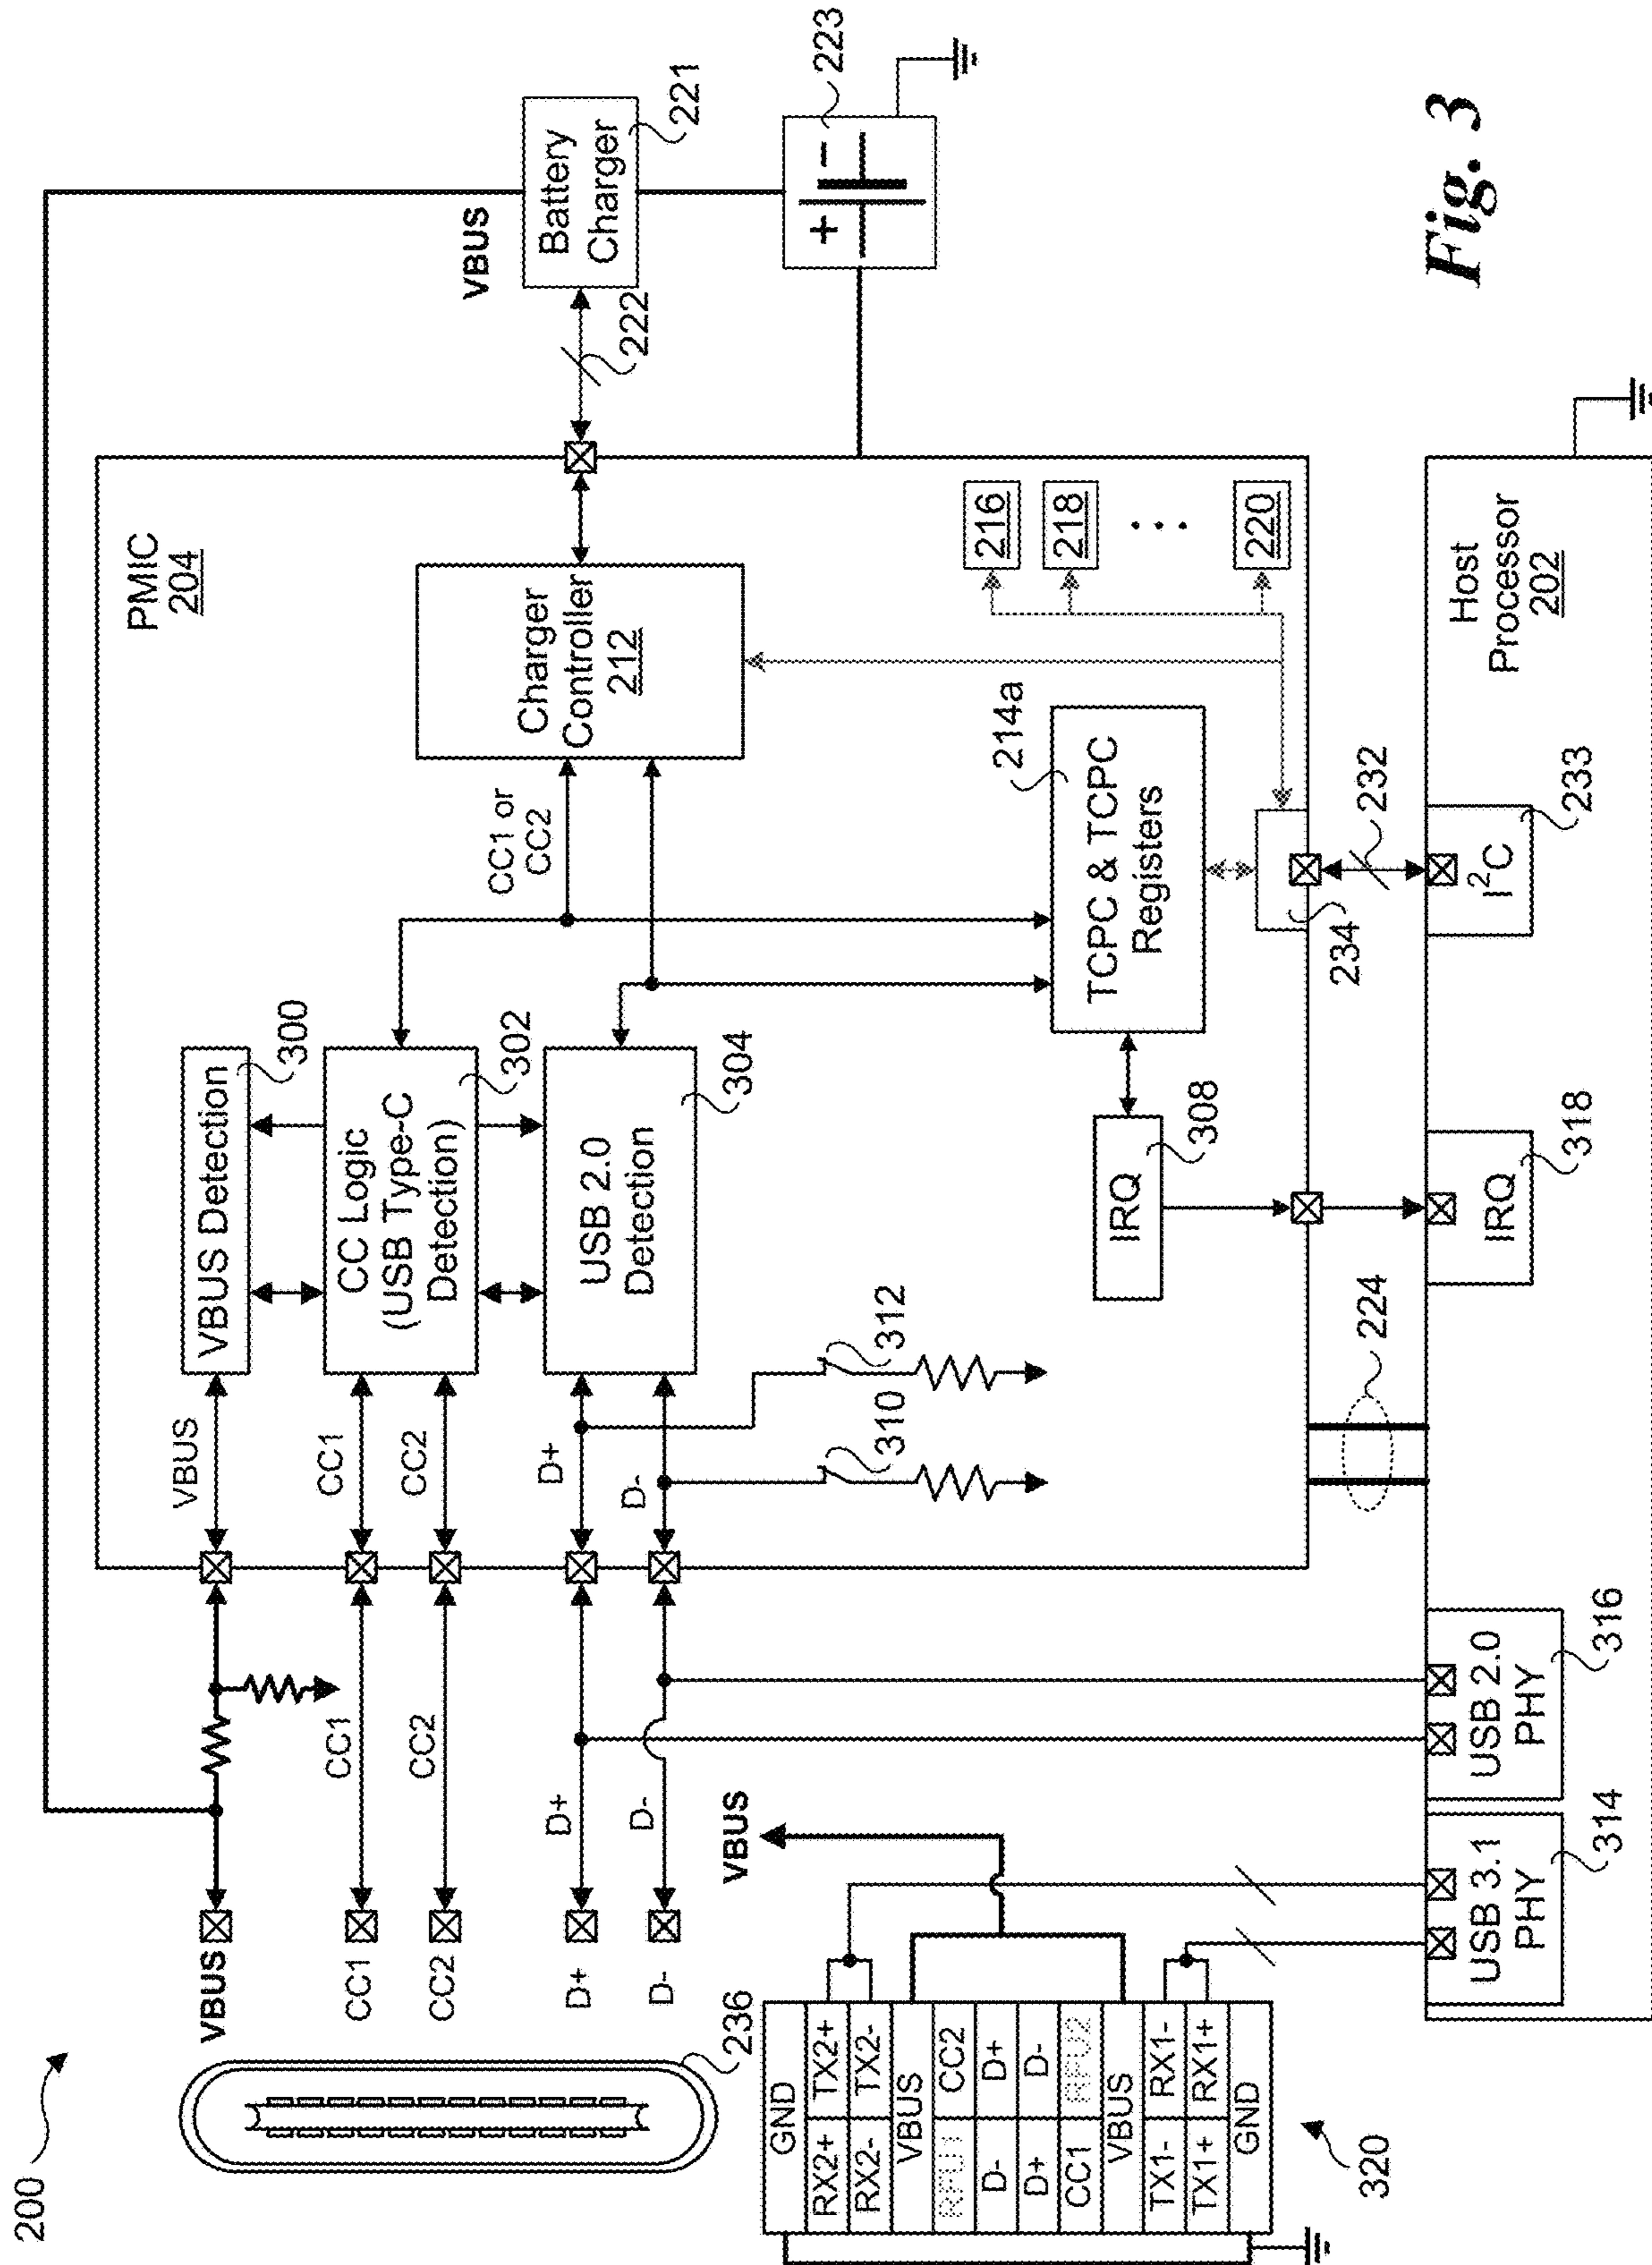 200
VBUS
CC1
CC2
D+
D-
236
VBUS
CC1
CC2
D+
D-
VBUS
CC1
CC2
D+
D-
VBUS Detection
300
CC Logic
(USB Type-C
Detection)
302
USB 2.0
Detection
304
310
312
PMIC
204
CC1 or
CC2
Charger
Controller
212
VBUS
222
Battery
Charger
221
+
-
223
216
218
. . .
220
214a
TCPC & TCPC
Registers
IRQ
308
234
232
224
GND
RX2+ TX2+
RX2- TX2-
VBUS
RFU1 CC2
D- D+
D+ D-
CC1 RFU2
VBUS
TX1- RX1-
TX1+ RX1+
GND
320
USB 3.1
PHY
314
USB 2.0
PHY
316
IRQ
318
I²C
233
Host
Processor
202
Fig. 3